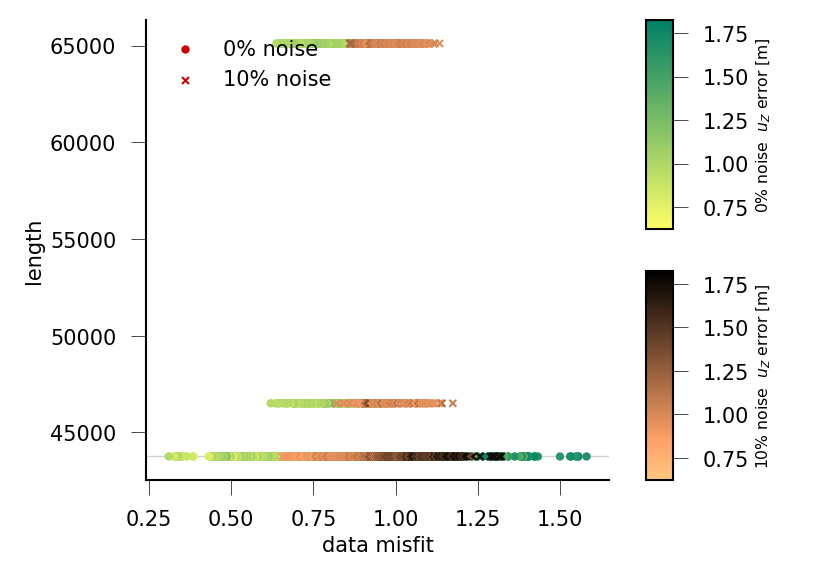 65000
60000
55000
50000
45000
length
0% noise
10% noise
0.25 0.50 0.75 1.00 1.25 1.50
data misfit
1.75
1.50
1.25
1.00
0.75
0% noise u_Z error [m]
1.75
1.50
1.25
1.00
0.75
10% noise u_Z error [m]